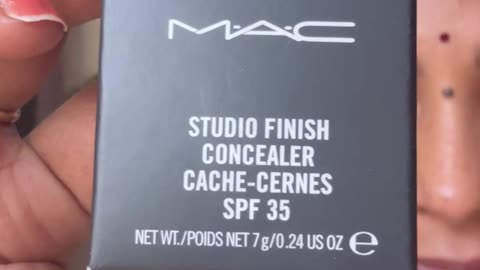 M·A·C
STUDIO FINISH
CONCEALER
CACHE-CERNES
SPF 35
NET WT./POIDS NET 7 g/0.24 US OZ ℮